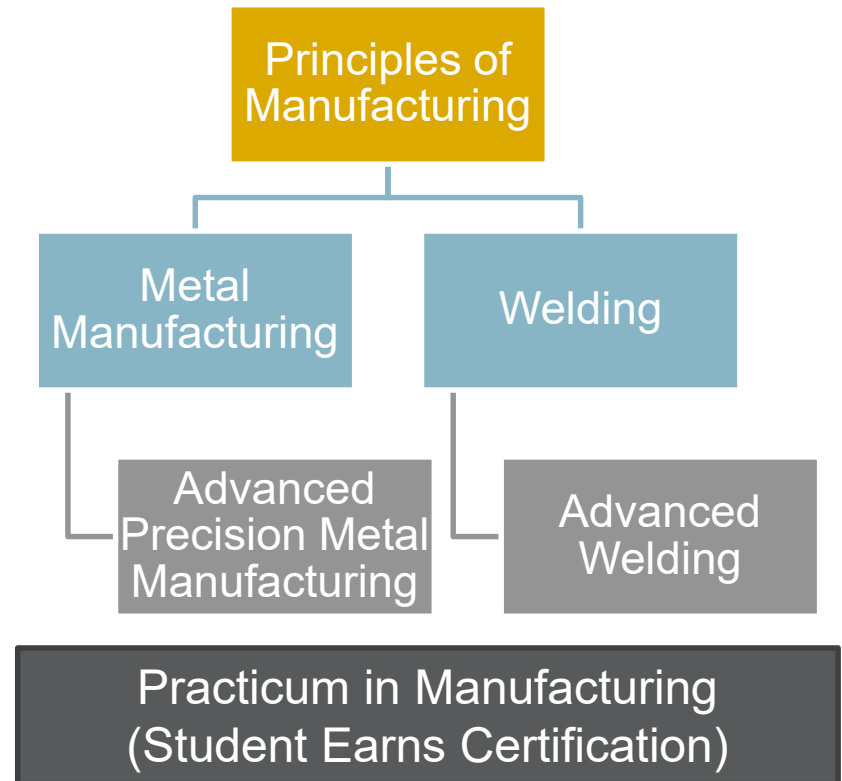 Principles of
Manufacturing
Metal
Manufacturing
Welding
Advanced
Precision Metal
Manufacturing
Advanced
Welding
Practicum in Manufacturing
(Student Earns Certification)